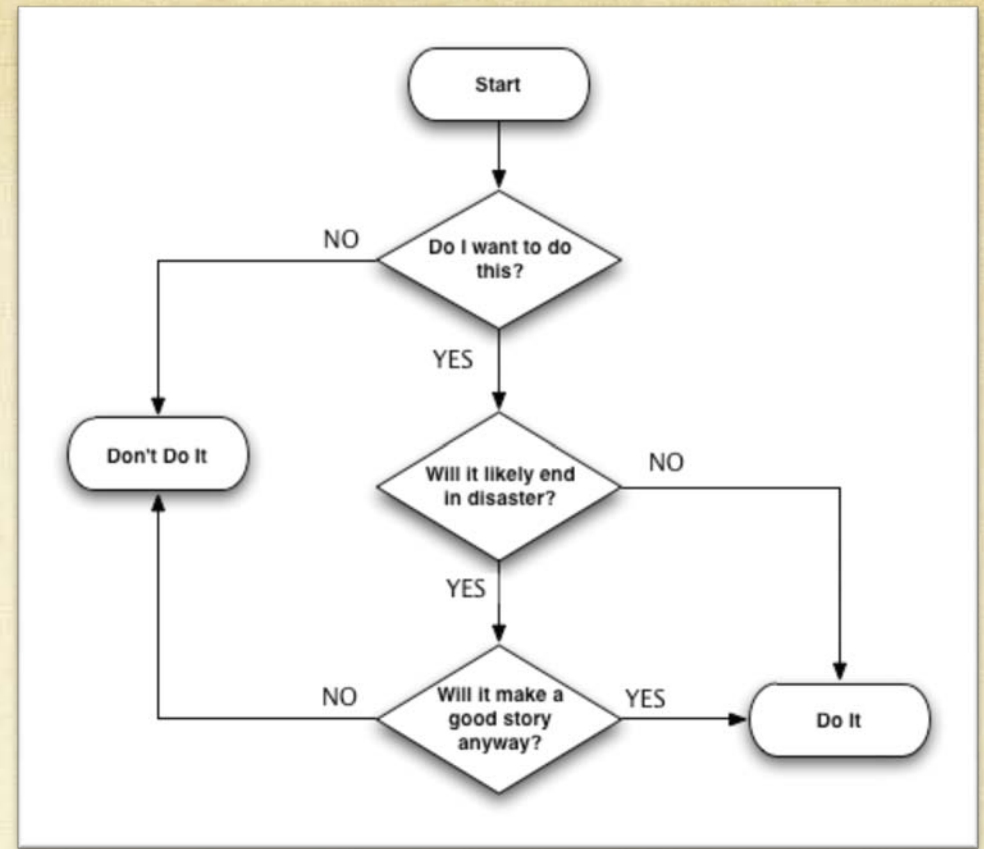 Start
NO
Do I want to do
this?
YES
Don't Do It
Will it likely end
in disaster?
NO
YES
NO
Will it make a
good story
anyway?
YES
Do It